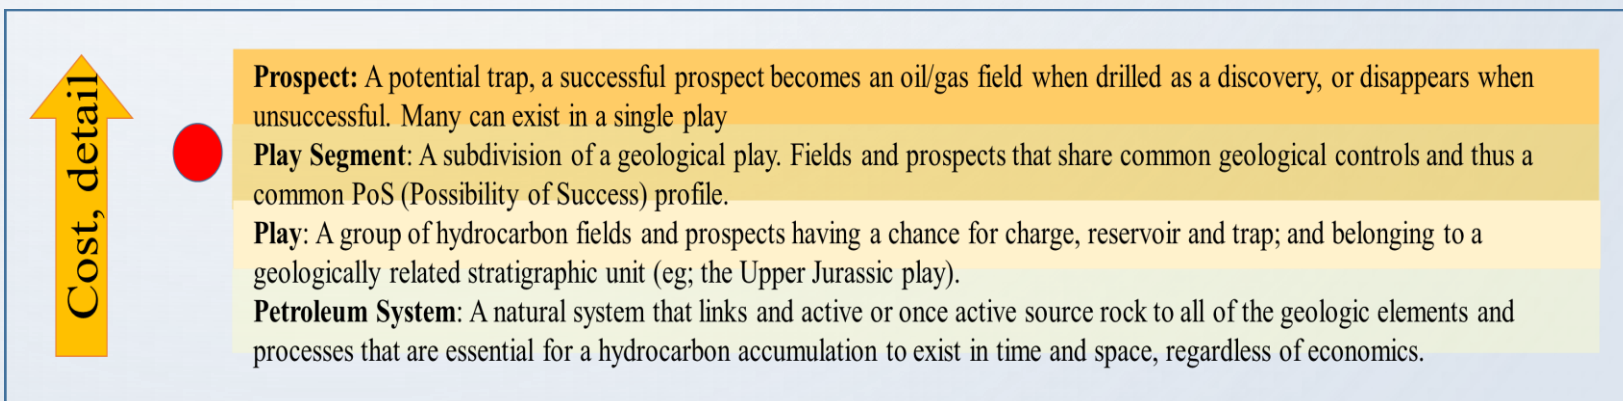 Cost, detail
Prospect: A potential trap, a successful prospect becomes an oil/gas field when drilled as a discovery, or disappears when
unsuccessful. Many can exist in a single play
Play Segment: A subdivision of a geological play. Fields and prospects that share common geological controls and thus a
common PoS (Possibility of Success) profile.
Play: A group of hydrocarbon fields and prospects having a chance for charge, reservoir and trap; and belonging to a
geologically related stratigraphic unit (eg; the Upper Jurassic play).
Petroleum System: A natural system that links and active or once active source rock to all of the geologic elements and
processes that are essential for a hydrocarbon accumulation to exist in time and space, regardless of economics.